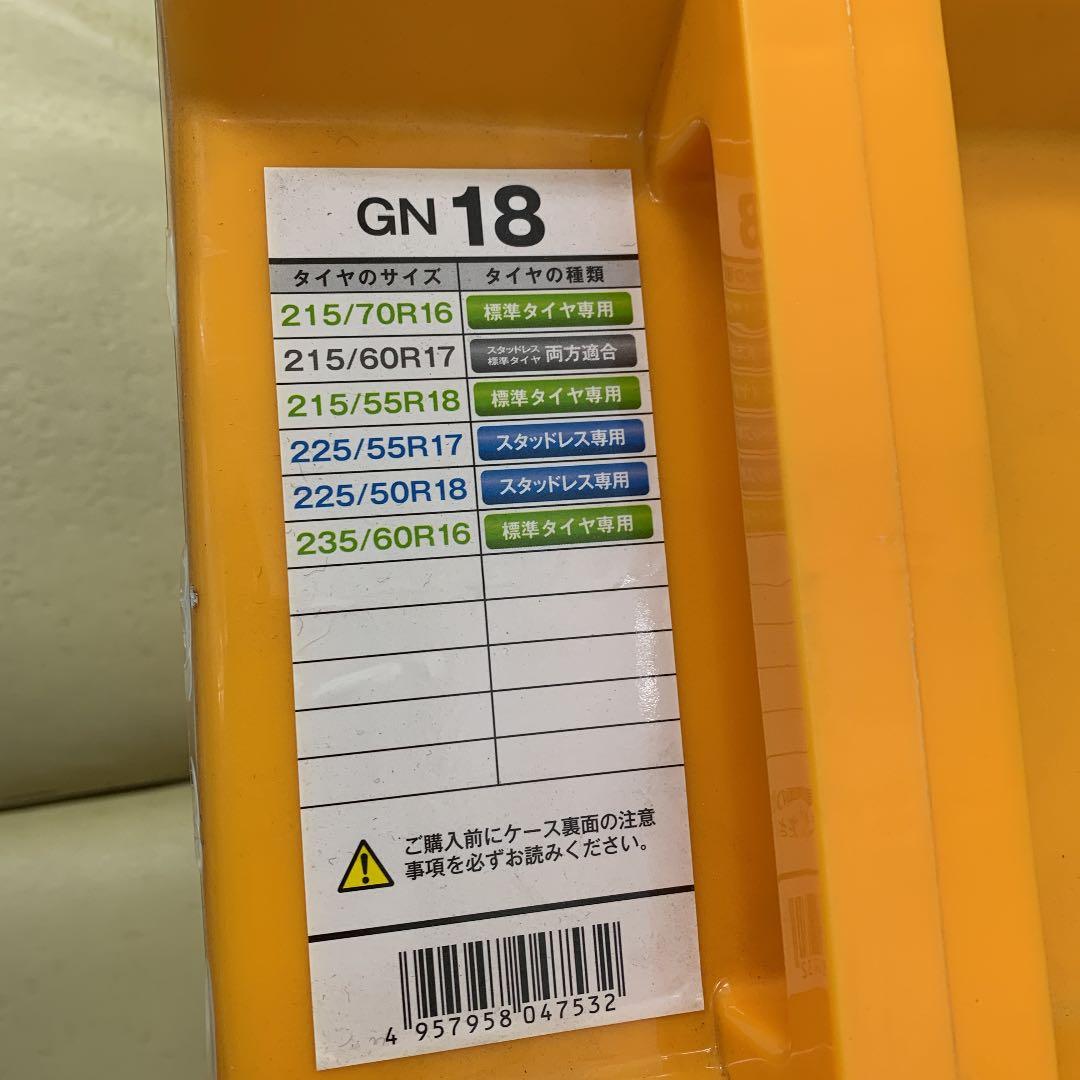 GN 18
タイヤのサイズ タイヤの種類
215/70R16 標準タイヤ専用
215/60R17 スタッドレス 標準タイヤ 両方適合
215/55R18 標準タイヤ専用
225/55R17 スタッドレス専用
225/50R18 スタッドレス専用
235/60R16 標準タイヤ専用
ご購入前にケース裏面の注意
事項を必ずお読みください。
4 957958 047532